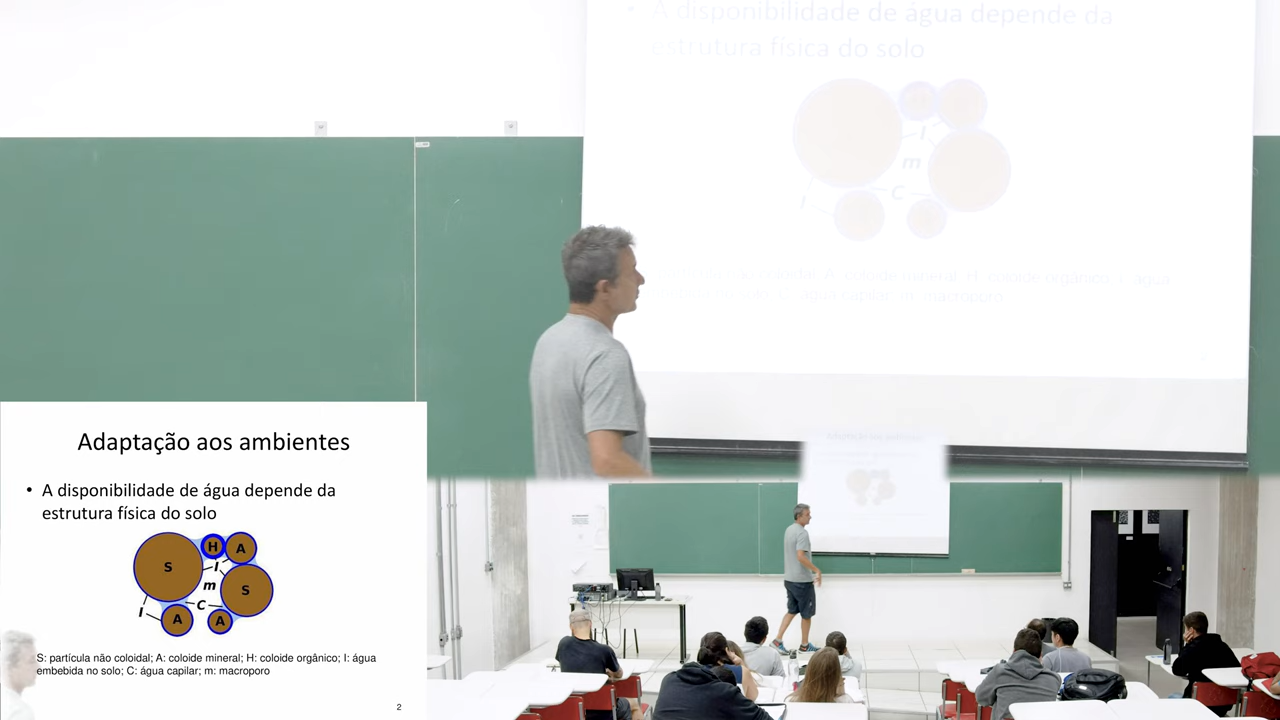 A disponibilidade de água depende da
estrutura física do solo
I
m
C
I
Adaptação aos ambientes
• A disponibilidade de água depende da
estrutura física do solo
H
A
S
I
m
S
C
I
A
A
S: partícula não coloidal; A: coloide mineral; H: coloide orgânico; I: água
embebida no solo; C: água capilar; m: macroporo
2